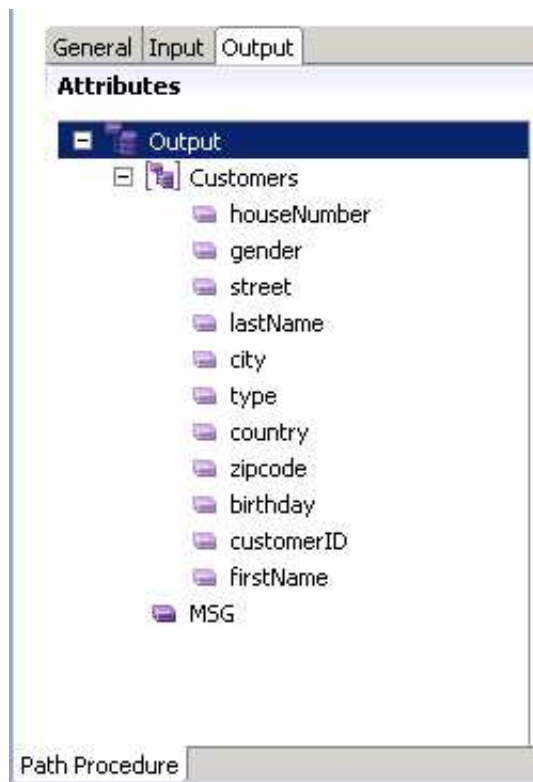 General Input Output
Attributes
Output
Customers
houseNumber
gender
street
lastName
city
type
country
zipcode
birthday
customerID
firstName
MSG
Path Procedure